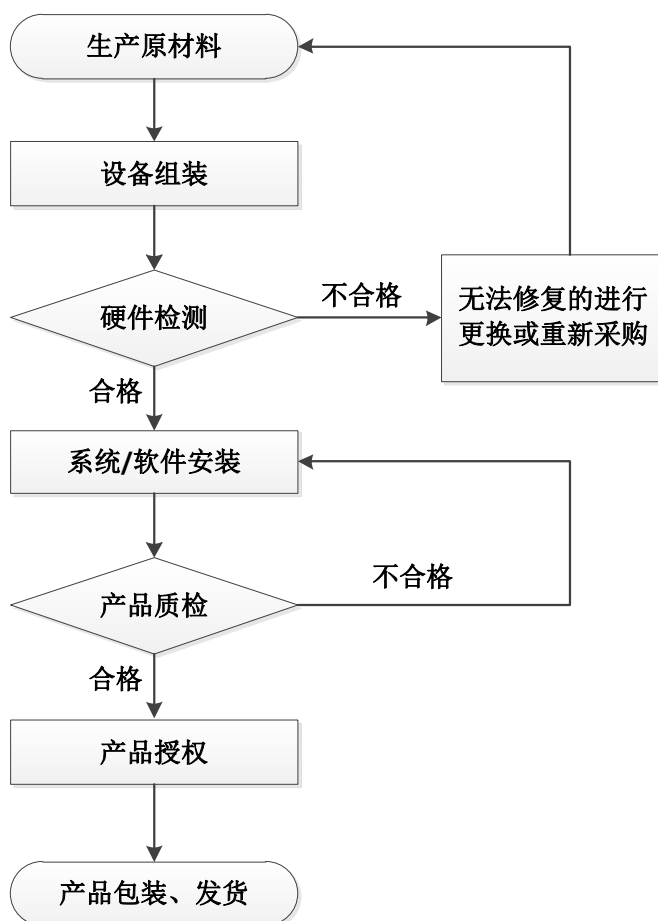 生产原材料
设备组装
硬件检测
不合格
无法修复的进行
更换或重新采购
合格
系统/软件安装
不合格
产品质检
合格
产品授权
产品包装、发货